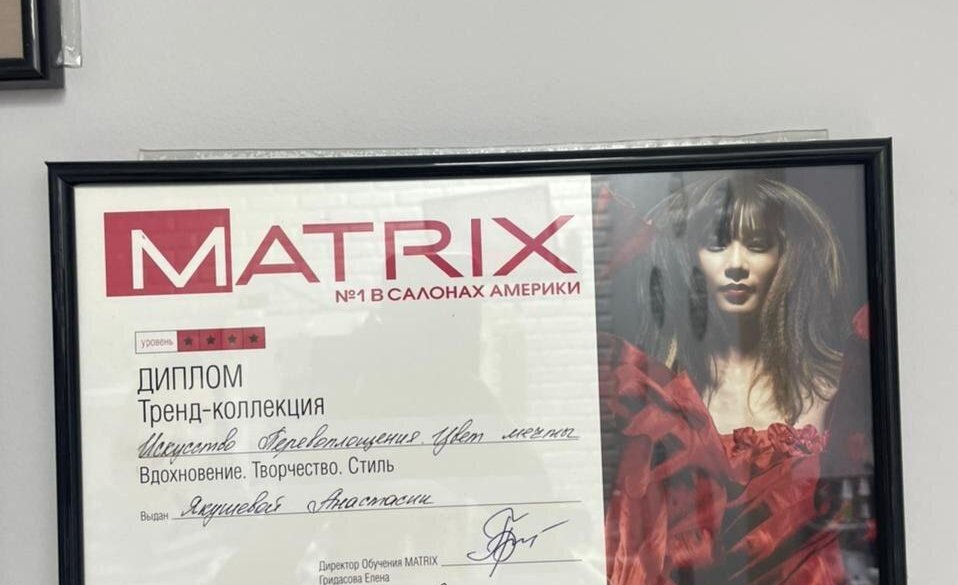 MATRIX
№1 В САЛОНАХ АМЕРИКИ
уровень
ДИПЛОМ
Тренд-коллекция
Искусство Перевоплощения. Цвет мечты
Вдохновение. Творчество. Стиль
Выдан Якушевой Анастасии
Директор Обучения MATRIX
Гридасова Елена